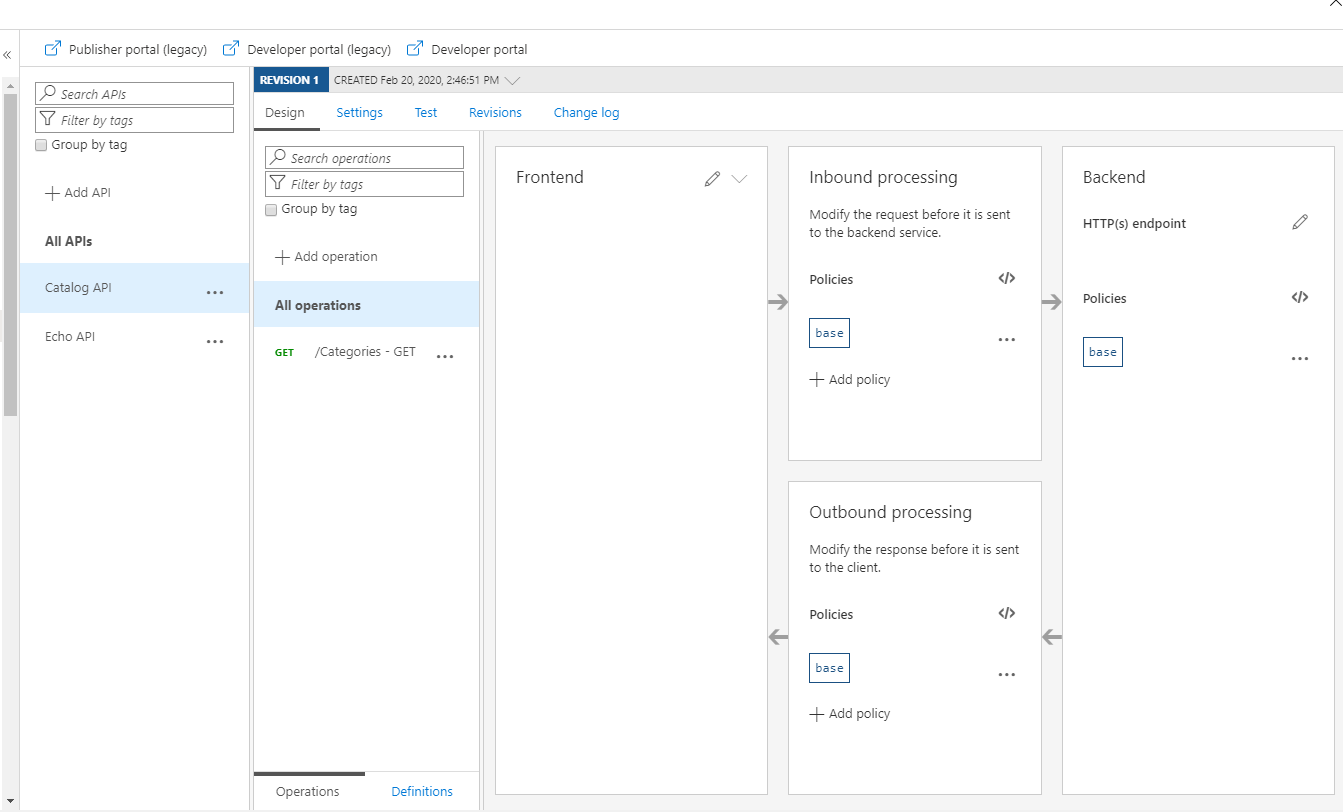 Publisher portal (legacy) Developer portal (legacy) Developer portal
Search APIs
Filter by tags
Group by tag
Add API
All APIs
Catalog API
Echo API
REVISION 1 CREATED Feb 20, 2020, 2:46:51 PM
Design Settings Test Revisions Change log
Search operations
Filter by tags
Group by tag
Add operation
All operations
GET /Categories - GET
Operations Definitions
Frontend
Inbound processing
Modify the request before it is sent
to the backend service.
Policies </>
base
Add policy
Outbound processing
Modify the response before it is sent
to the client.
Policies </>
base
Add policy
Backend
HTTP(s) endpoint
Policies </>
base